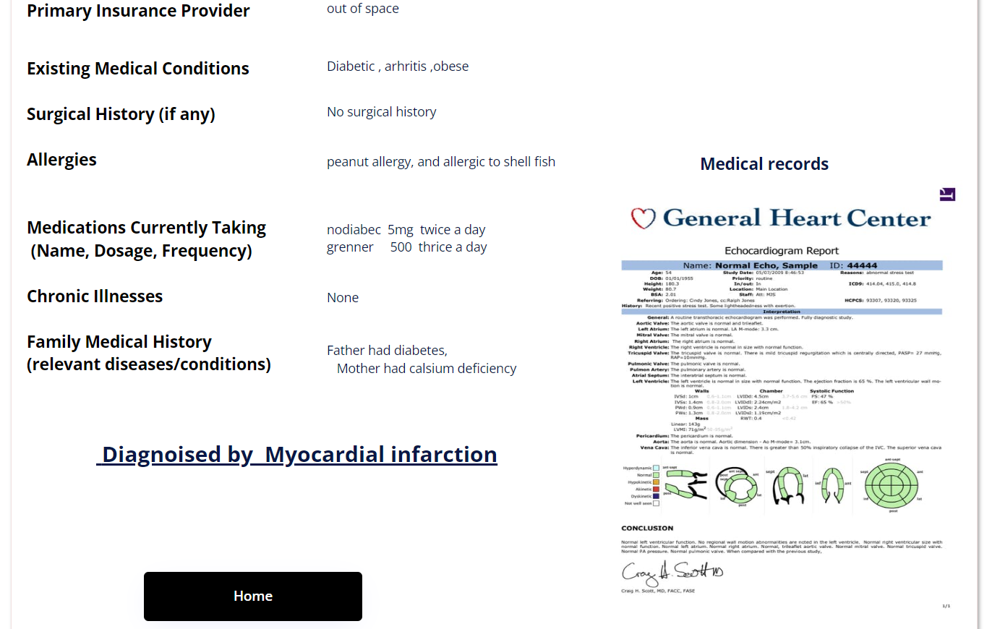 Primary Insurance Provider
out of space
Existing Medical Conditions
Diabetic , arhritis ,obese
Surgical History (if any)
No surgical history
Allergies
peanut allergy, and allergic to shell fish
Medications Currently Taking
(Name, Dosage, Frequency)
nodiabec 5mg twice a day
grenner 500 thrice a day
Chronic Illnesses
None
Family Medical History
(relevant diseases/conditions)
Father had diabetes,
Mother had calsium deficiency
Diagnoised by Myocardial infarction
Home
Medical records
General Heart Center
Echocardiogram Report
Name: Normal Echo, Sample ID: 44444
Age: 54 Study Date: 05/07/2009 8:46:53 Reasons: abnormal stress test
DOB: 01/01/1955 Priority: routine
Height: 180.3 In/out: In ICD9: 414.04, 415.0, 414.8
Weight: 80.7 Location: Main Location
BSA: 2.01 Staff: Att: MJS
Referring: Ordering: Cindy Jones, cc:Ralph Jones HCPCS: 93307, 93320, 93325
History: Recent positive stress test. Some lightheadedness with exertion.
Interpretation
General: A routine transthoracic echocardiogram was performed. Fully diagnostic study.
Aortic Valve: The aortic valve is normal and trileaflet.
Left Atrium: The left atrium is normal. LA M-mode: 3.3 cm.
Mitral Valve: The mitral valve is normal.
Right Atrium: The right atrium is normal.
Right Ventricle: The right ventricle is normal in size with normal function.
Tricuspid Valve: The tricuspid valve is normal. There is mild tricuspid regurgitation which is centrally directed, PASP= 27 mmHg,
RAP=10mmHg.
Pulmonic Valve: The pulmonic valve is normal.
Pulmon Artery: The pulmonary artery is normal.
Atrial Septum: The interatrial septum is normal.
Left Ventricle: The left ventricle is normal in size with normal function. The ejection fraction is 65 %. The left ventricular wall mo-
tion is normal.
Walls Chamber Systolic Function
IVSd: 1cm 0.6-1.1cm LVIDd: 4.5cm 3.7-5.6 cm FS: 47 %
IVSs: 1.4cm 0.8-2.0cm LVIDdI: 2.24cm/m2 EF: 65 % >50%
PWd: 0.9cm 0.6-1.1cm LVIDs: 2.4cm 1.8-4.2 cm
PWs: 1.3cm 0.8-2.0cm LVIDsI: 1.19cm/m2
Mass RWT: 0.4 <0.42
Linear: 143g
LVMI: 71g/m²
Pericardium: The pericardium is normal.
Aorta: The aorta is normal. Aortic dimension - Ao M-mode= 3.1cm.
Vena Cava: The inferior vena cava is normal. There is greater than 50% inspiratory collapse of the IVC. The superior vena cava
is normal.
Hyperdynamic
Normal
Hypokinetic
Akinetic
Dyskinetic
Not well seen
ant-sept
post
post
sept
ant sept
ant
inf
lat
post
sept
lat
inf
ant
ant-sept
sept
ant
inf
lat
post
CONCLUSION
Normal left ventricular function. No regional wall motion abnormalities are noted in the left ventricle. Normal right ventricular size with
normal function. Normal left atrium. Normal right atrium. Normal, trileaflet aortic valve. Normal mitral valve. Normal tricuspid valve.
Normal PA pressure. Normal pulmonic valve. When compared with the previous study,
Craig H. Scott MD
Craig H. Scott, MD, FACC, FASE
1/1